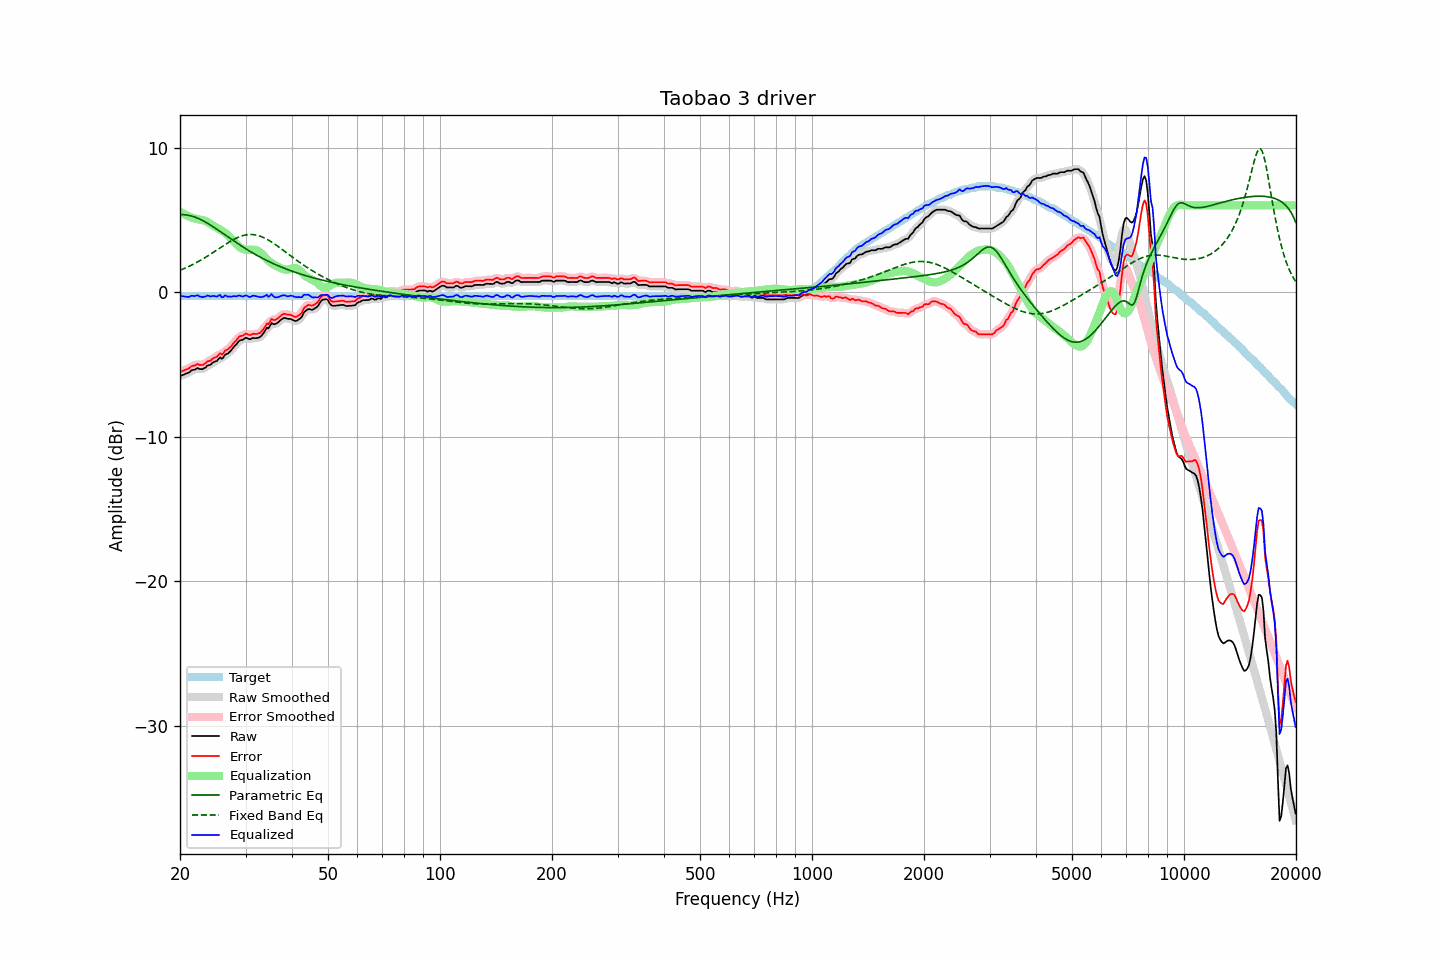 Taobao 3 driver
Amplitude (dBr)
10
0
−10
−20
−30
Target
Raw Smoothed
Error Smoothed
Raw
Error
Equalization
Parametric Eq
Fixed Band Eq
Equalized
20 50 100 200 500 1000 2000 5000 10000 20000
Frequency (Hz)